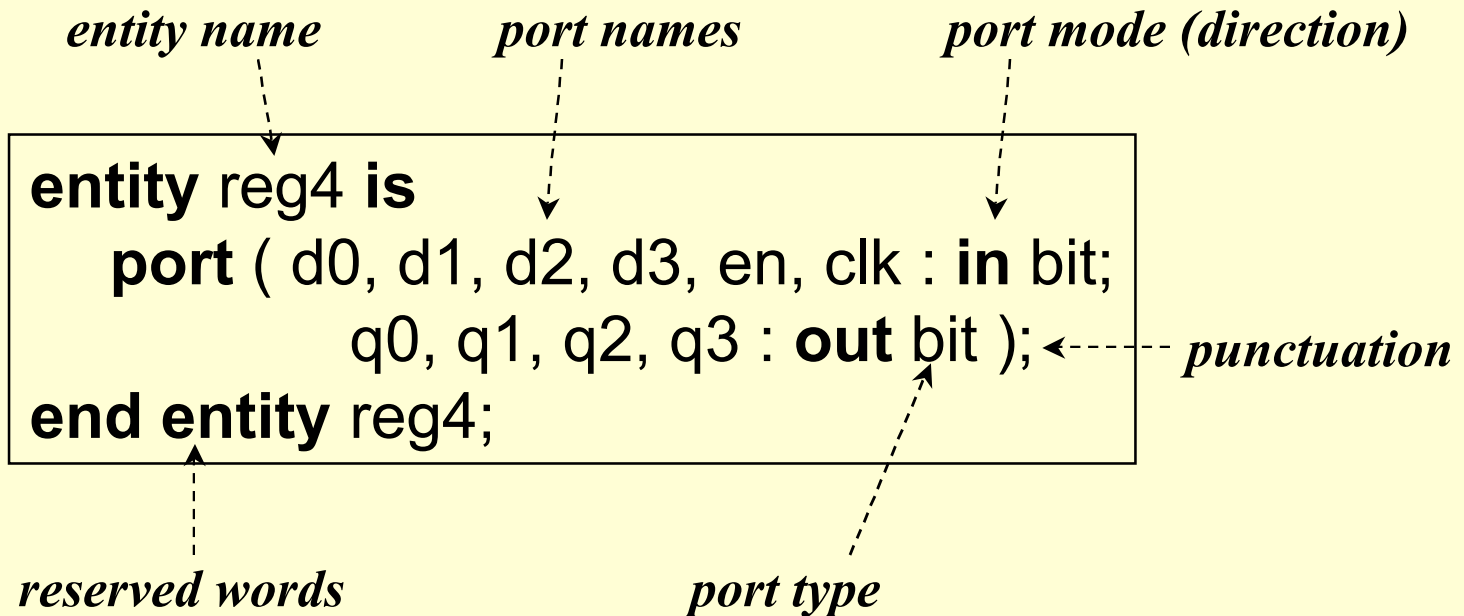 entity name port names port mode (direction)
entity reg4 is
port ( d0, d1, d2, d3, en, clk : in bit;
q0, q1, q2, q3 : out bit );
punctuation
end entity reg4;
reserved words port type